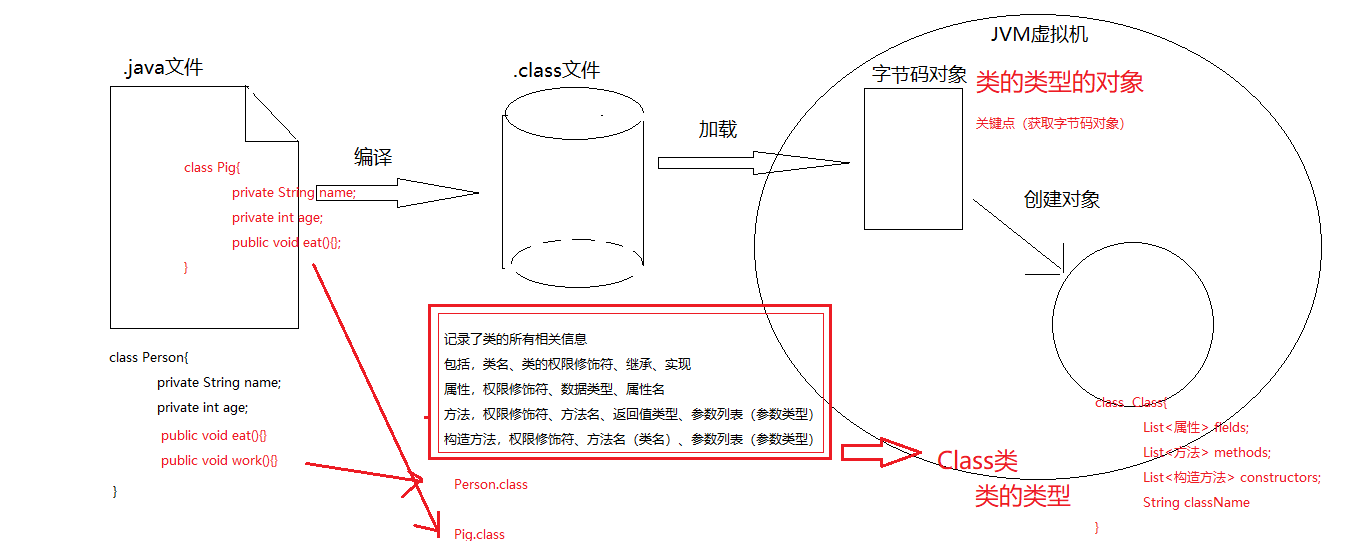 .java文件
class Pig{
private String name;
private int age;
public void eat(){};
}
class Person{
private String name;
private int age;
public void eat(){}
public void work(){}
}
编译
.class文件
记录了类的所有相关信息
包括，类名、类的权限修饰符、继承、实现
属性，权限修饰符、数据类型、属性名
方法，权限修饰符、方法名、返回值类型、参数列表（参数类型）
构造方法，权限修饰符、方法名（类名）、参数列表（参数类型）
Person.class
Pig.class
加载
JVM虚拟机
字节码对象
类的类型的对象
关键点（获取字节码对象）
创建对象
Class类
类的类型
class Class{
List<属性> fields;
List<方法> methods;
List<构造方法> constructors;
String className
}